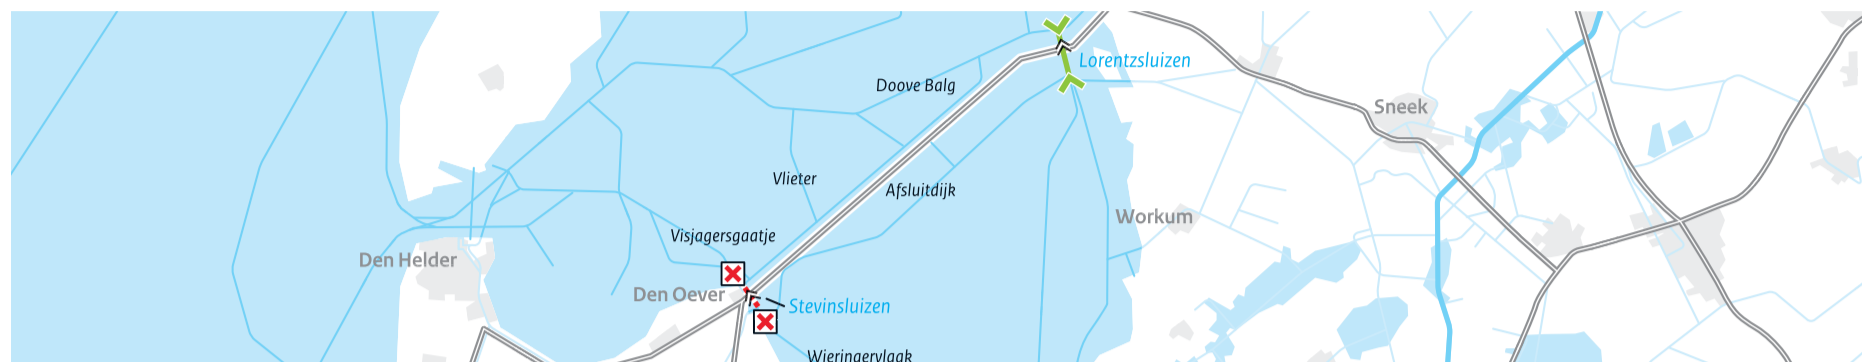 Lorentzsluizen
Doove Balg
Sneek
Vlieter
Afsluitdijk
Workum
Visjagersgaatje
Den Helder
Den Oever
Stevinsluizen
Wieringervlaak